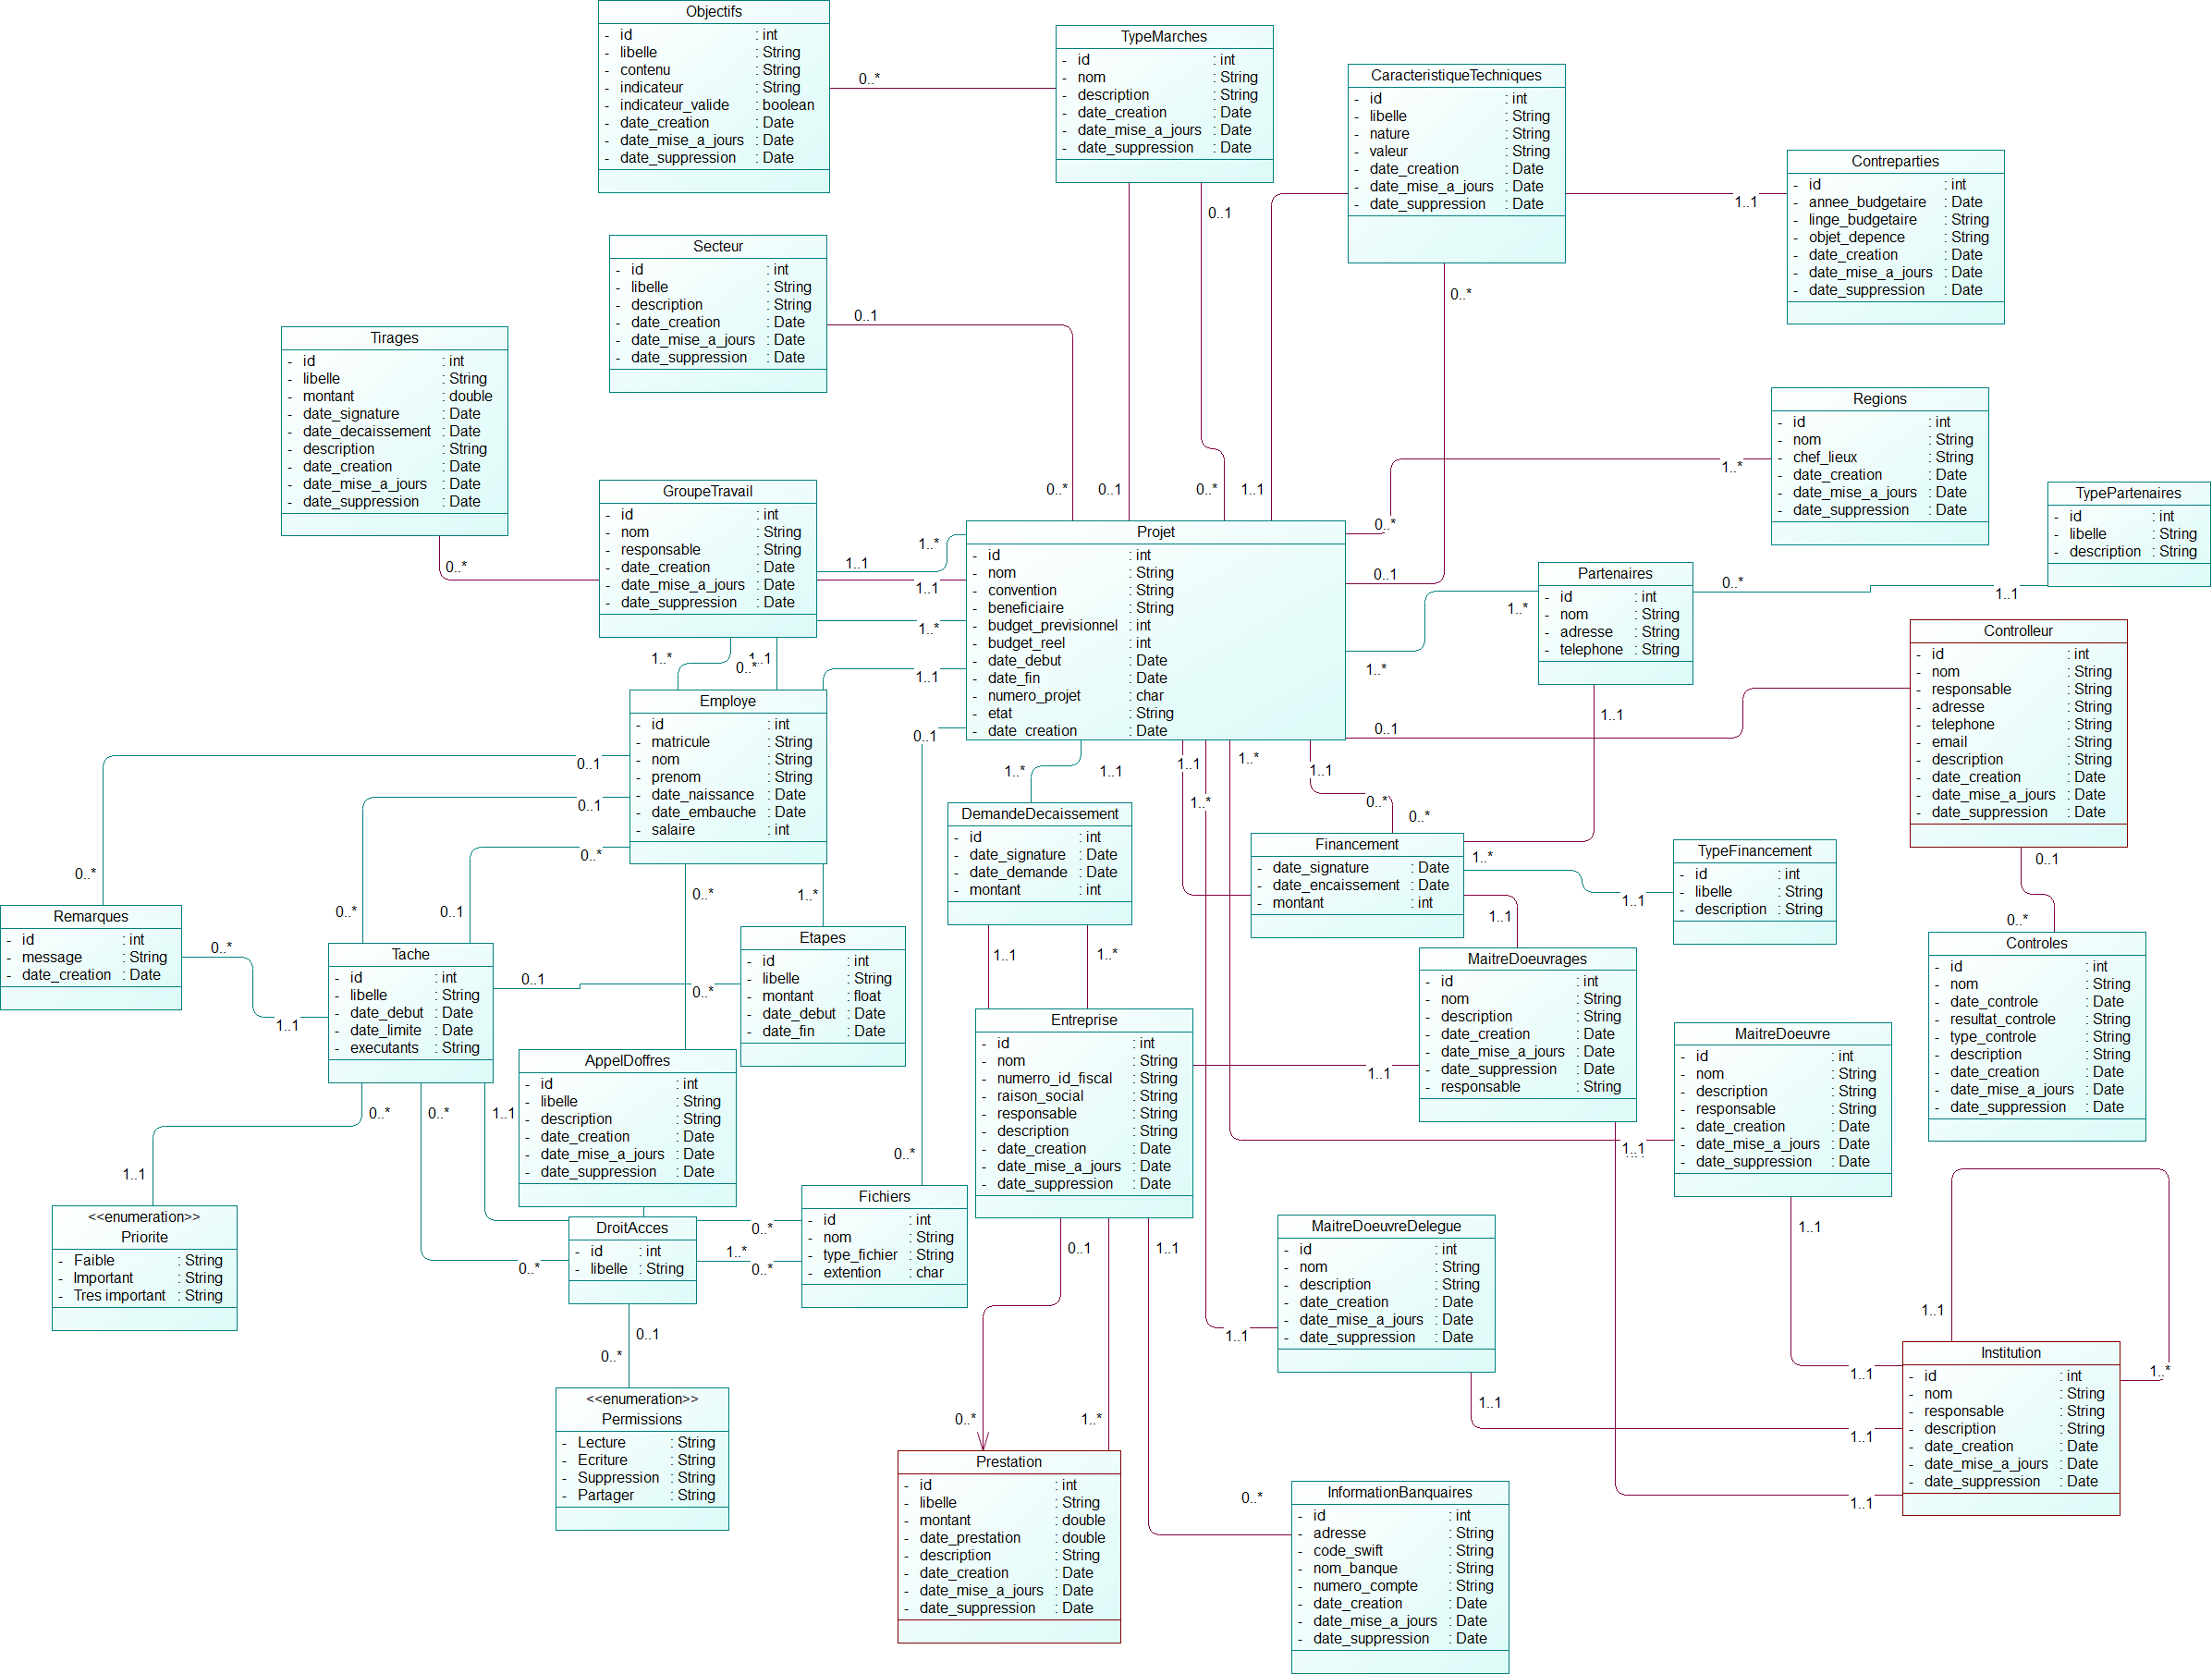 Objectifs
- id : int
- libelle : String
- contenu : String
- indicateur : String
- indicateur_valide : boolean
- date_creation : Date
- date_mise_a_jours : Date
- date_suppression : Date
0..*
TypeMarches
- id : int
- nom : String
- description : String
- date_creation : Date
- date_mise_a_jours : Date
- date_suppression : Date
0..1
CaracteristiqueTechniques
- id : int
- libelle : String
- nature : String
- valeur : String
- date_creation : Date
- date_mise_a_jours : Date
- date_suppression : Date
0..*
1..1
Contreparties
- id : int
- annee_budgetaire : Date
- linge_budgetaire : String
- objet_depence : String
- date_creation : Date
- date_mise_a_jours : Date
- date_suppression : Date
Secteur
- id : int
- libelle : String
- description : String
- date_creation : Date
- date_mise_a_jours : Date
- date_suppression : Date
0..1
Tirages
- id : int
- libelle : String
- montant : double
- date_signature : Date
- date_decaissement : Date
- description : String
- date_creation : Date
- date_mise_a_jours : Date
- date_suppression : Date
0..*
Regions
- id : int
- nom : String
- chef_lieux : String
- date_creation : Date
- date_mise_a_jours : Date
- date_suppression : Date
1..*
0..*
TypePartenaires
- id : int
- libelle : String
- description : String
1..1
GroupeTravail
- id : int
- nom : String
- responsable : String
- date_creation : Date
- date_mise_a_jours : Date
- date_suppression : Date
1..1
1..*
1..1
1..*
1..*
0..*
1..1
0..*
0..1
0..*
1..1
Projet
- id : int
- nom : String
- convention : String
- beneficiaire : String
- budget_previsionnel : int
- budget_reel : int
- date_debut : Date
- date_fin : Date
- numero_projet : char
- etat : String
- date_creation : Date
0..1
1..*
1..*
0..1
Partenaires
- id : int
- nom : String
- adresse : String
- telephone : String
0..*
1..1
Controlleur
- id : int
- nom : String
- responsable : String
- adresse : String
- telephone : String
- email : String
- description : String
- date_creation : Date
- date_mise_a_jours : Date
- date_suppression : Date
0..1
0..*
Employe
- id : int
- matricule : String
- nom : String
- prenom : String
- date_naissance : Date
- date_embauche : Date
- salaire : int
0..1
0..1
0..*
0..*
1..*
1..1
0..1
1..*
1..1
1..1
1..*
1..*
1..1
0..*
0..*
DemandeDecaissement
- id : int
- date_signature : Date
- date_demande : Date
- montant : int
1..1
1..*
Financement
- date_signature : Date
- date_encaissement : Date
- montant : int
1..*
1..1
1..1
TypeFinancement
- id : int
- libelle : String
- description : String
Remarques
- id : int
- message : String
- date_creation : Date
0..*
0..*
1..1
Tache
- id : int
- libelle : String
- date_debut : Date
- date_limite : Date
- executants : String
0..*
0..1
0..1
0..*
0..*
0..*
1..1
Etapes
- id : int
- libelle : String
- montant : float
- date_debut : Date
- date_fin : Date
MaitreDoeuvrages
- id : int
- nom : String
- description : String
- date_creation : Date
- date_mise_a_jours : Date
- date_suppression : Date
- responsable : String
1..1
Controles
- id : int
- nom : String
- date_controle : Date
- resultat_controle : String
- type_controle : String
- description : String
- date_creation : Date
- date_mise_a_jours : Date
- date_suppression : Date
Entreprise
- id : int
- nom : String
- numerro_id_fiscal : String
- raison_social : String
- responsable : String
- description : String
- date_creation : Date
- date_mise_a_jours : Date
- date_suppression : Date
0..1
1..1
MaitreDoeuvre
- id : int
- nom : String
- description : String
- responsable : String
- date_creation : Date
- date_mise_a_jours : Date
- date_suppression : Date
1..1
1..1
AppelDoffres
- id : int
- libelle : String
- description : String
- date_creation : Date
- date_mise_a_jours : Date
- date_suppression : Date
0..*
Fichiers
- id : int
- nom : String
- type_fichier : String
- extention : char
0..*
1..*
0..*
1..1
<<enumeration>>
Priorite
- Faible : String
- Important : String
- Tres important : String
DroitAcces
- id : int
- libelle : String
0..*
0..1
0..*
MaitreDoeuvreDelegue
- id : int
- nom : String
- description : String
- date_creation : Date
- date_mise_a_jours : Date
- date_suppression : Date
1..1
1..1
1..1
1..*
Institution
- id : int
- nom : String
- responsable : String
- description : String
- date_creation : Date
- date_mise_a_jours : Date
- date_suppression : Date
1..1
1..1
1..1
<<enumeration>>
Permissions
- Lecture : String
- Ecriture : String
- Suppression : String
- Partager : String
0..*
1..*
Prestation
- id : int
- libelle : String
- montant : double
- date_prestation : double
- description : String
- date_creation : Date
- date_mise_a_jours : Date
- date_suppression : Date
0..*
InformationBanquaires
- id : int
- adresse : String
- code_swift : String
- nom_banque : String
- numero_compte : String
- date_creation : Date
- date_mise_a_jours : Date
- date_suppression : Date